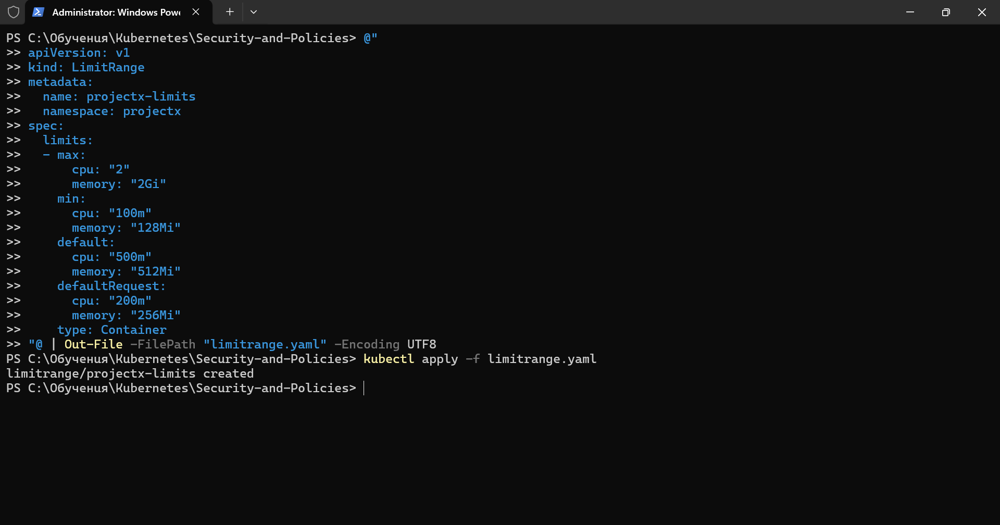 Administrator: Windows Powe
PS C:\Обучения\Kubernetes\Security-and-Policies> @"
>> apiVersion: v1
>> kind: LimitRange
>> metadata:
>>   name: projectx-limits
>>   namespace: projectx
>> spec:
>>   limits:
>>   - max:
>>       cpu: "2"
>>       memory: "2Gi"
>>     min:
>>       cpu: "100m"
>>       memory: "128Mi"
>>     default:
>>       cpu: "500m"
>>       memory: "512Mi"
>>     defaultRequest:
>>       cpu: "200m"
>>       memory: "256Mi"
>>     type: Container
>> "@ | Out-File -FilePath "limitrange.yaml" -Encoding UTF8
PS C:\Обучения\Kubernetes\Security-and-Policies> kubectl apply -f limitrange.yaml
limitrange/projectx-limits created
PS C:\Обучения\Kubernetes\Security-and-Policies>